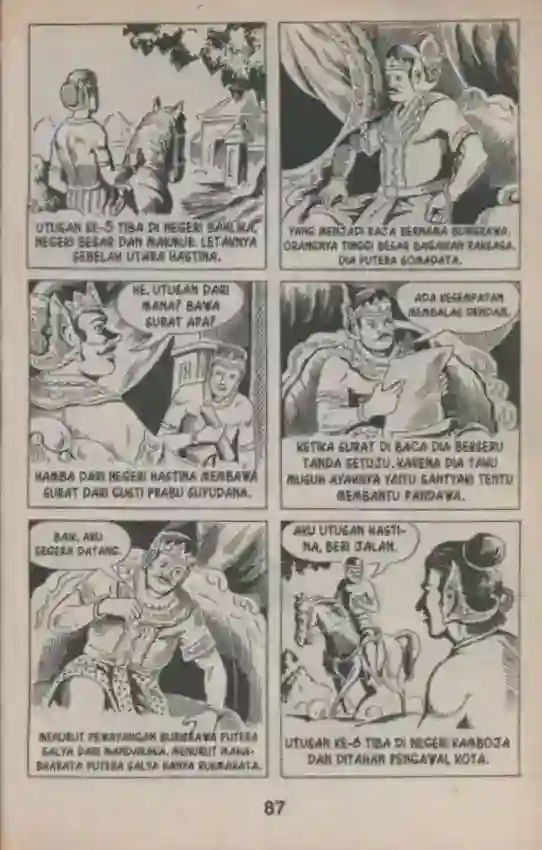 UTUSAN KE-5 TIBA DI NEGERI BAHLIKA,
NEGERI BESAR DAN MAKMUR. LETAKNYA
SEBELAH UTARA HASTINA.
YANG MENJADI RAJA BERNAMA BURISRAWA.
ORANGNYA TINGGI BESAR BAGAIKAN RAKSASA.
DIA PUTERA SOMADATA.
HE, UTUSAN DARI
MANA? BAWA
SURAT APA?
HAMBA DARI NEGERI HASTINA MEMBAWA
SURAT DARI GUSTI PRABU SUYUDANA.
ADA KESEMPATAN
MEMBALAS DENDAM.
KETIKA SURAT DI BACA DIA BERSERU
TANDA SETUJU. KARENA DIA TAHU
MUSUH AYAHNYA YAITU SANTYAKI TENTU
MEMBANTU PANDAWA.
BAIK, AKU
SEGERA DATANG.
MENURUT PEWAYANGAN BURISRAWA PUTERA
SALYA DARI MANDARAKA. MENURUT MAHA-
BHARATA PUTERA SALYA HANYA RUKMARATA.
AKU UTUSAN HASTI-
NA, BERI JALAN.
UTUSAN KE-6 TIBA DI NEGERI KAMBOJA
DAN DITAHAN PENGAWAL KOTA.
87